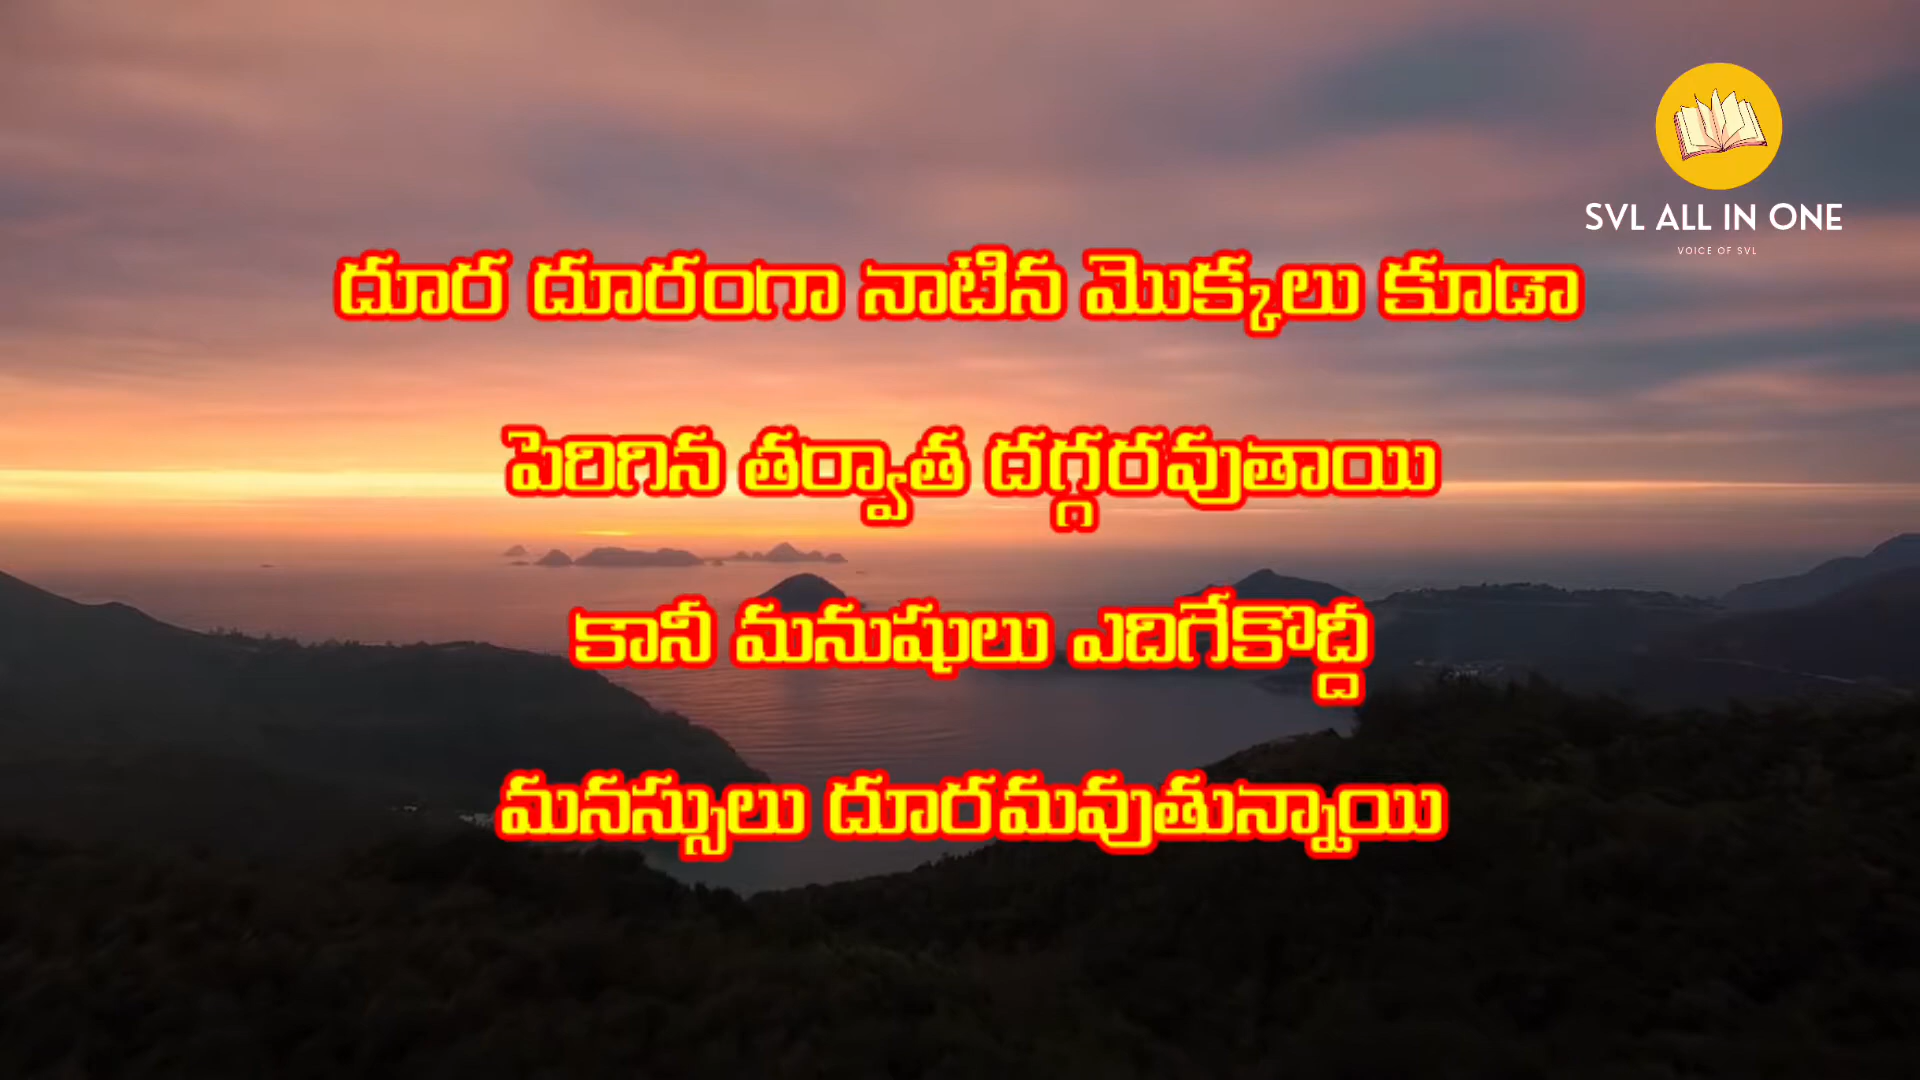 SVL ALL IN ONE
VOICE OF SVL
దూర దూరంగా నాటిన మొక్కలు కూడా
పెరిగిన తర్వాత దగ్గరవుతాయి
కానీ మనుషులు ఎదిగేకొద్దీ
మనస్సులు దూరమవుతున్నాయి